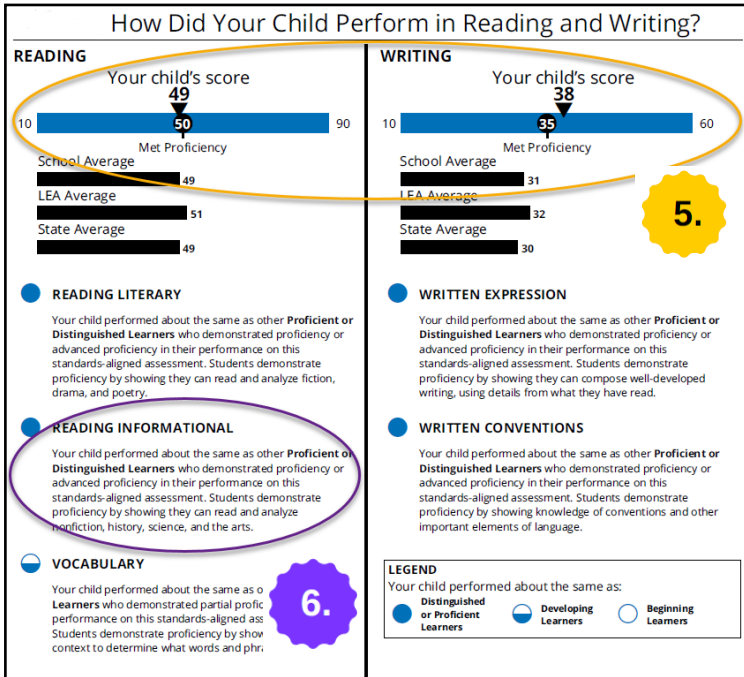 How Did Your Child Perform in Reading and Writing?
READING
Your child's score
49
10
50
90
Met Proficiency
School Average
49
LEA Average
51
State Average
49
READING LITERARY
Your child performed about the same as other Proficient or
Distinguished Learners who demonstrated proficiency or
advanced proficiency in their performance on this
standards-aligned assessment. Students demonstrate
proficiency by showing they can read and analyze fiction,
drama, and poetry.
READING INFORMATIONAL
Your child performed about the same as other Proficient or
Distinguished Learners who demonstrated proficiency or
advanced proficiency in their performance on this
standards-aligned assessment. Students demonstrate
proficiency by showing they can read and analyze
nonfiction, history, science, and the arts.
VOCABULARY
Your child performed about the same as
Learners who demonstrated partial
performance on this standards-aligned
Students demonstrate proficiency by
context to determine what words and
6.
WRITING
Your child's score
38
10
35
60
Met Proficiency
School Average
31
LEA Average
32
State Average
30
5.
WRITTEN EXPRESSION
Your child performed about the same as other Proficient or
Distinguished Learners who demonstrated proficiency or
advanced proficiency in their performance on this
standards-aligned assessment. Students demonstrate
proficiency by showing they can compose well-developed
writing, using details from what they have read.
WRITTEN CONVENTIONS
Your child performed about the same as other Proficient or
Distinguished Learners who demonstrated proficiency or
advanced proficiency in their performance on this
standards-aligned assessment. Students demonstrate
proficiency by showing knowledge of conventions and other
important elements of language.
LEGEND
Your child performed about the same as:
Distinguished
or Proficient
Learners
Developing
Learners
Beginning
Learners